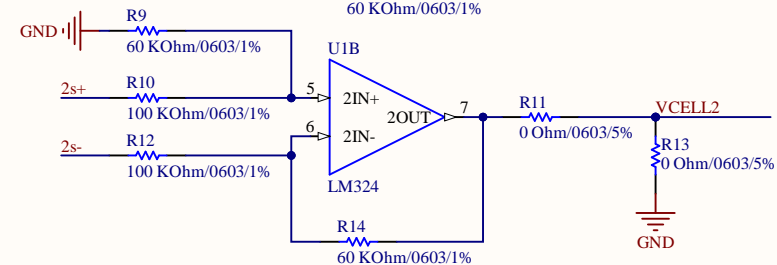 60 KOhm/0603/1%
R9
GND
60 KOhm/0603/1%
U1B
2s+
R10
5
2IN+
100 KOhm/0603/1%
7
R11
VCELL2
2OUT
6
0 Ohm/0603/5%
2s-
R12
2IN-
R13
0 Ohm/0603/5%
100 KOhm/0603/1%
LM324
R14
GND
60 KOhm/0603/1%